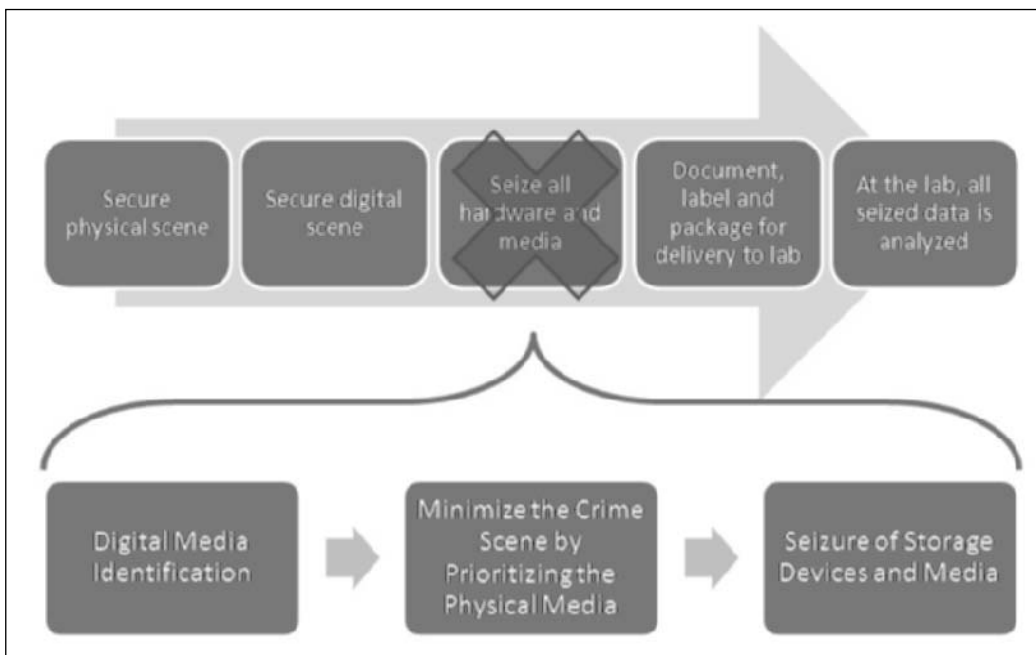 Secure
physical scene
Secure digital
scene
Seize all
hardware and
media
Document,
label and
package for
delivery to lab
At the lab, all
seized data is
analyzed
Digital Media
Identification
Minimize the Crime
Scene by
Prioritizing the
Physical Media
Seizure of Storage
Devices and Media